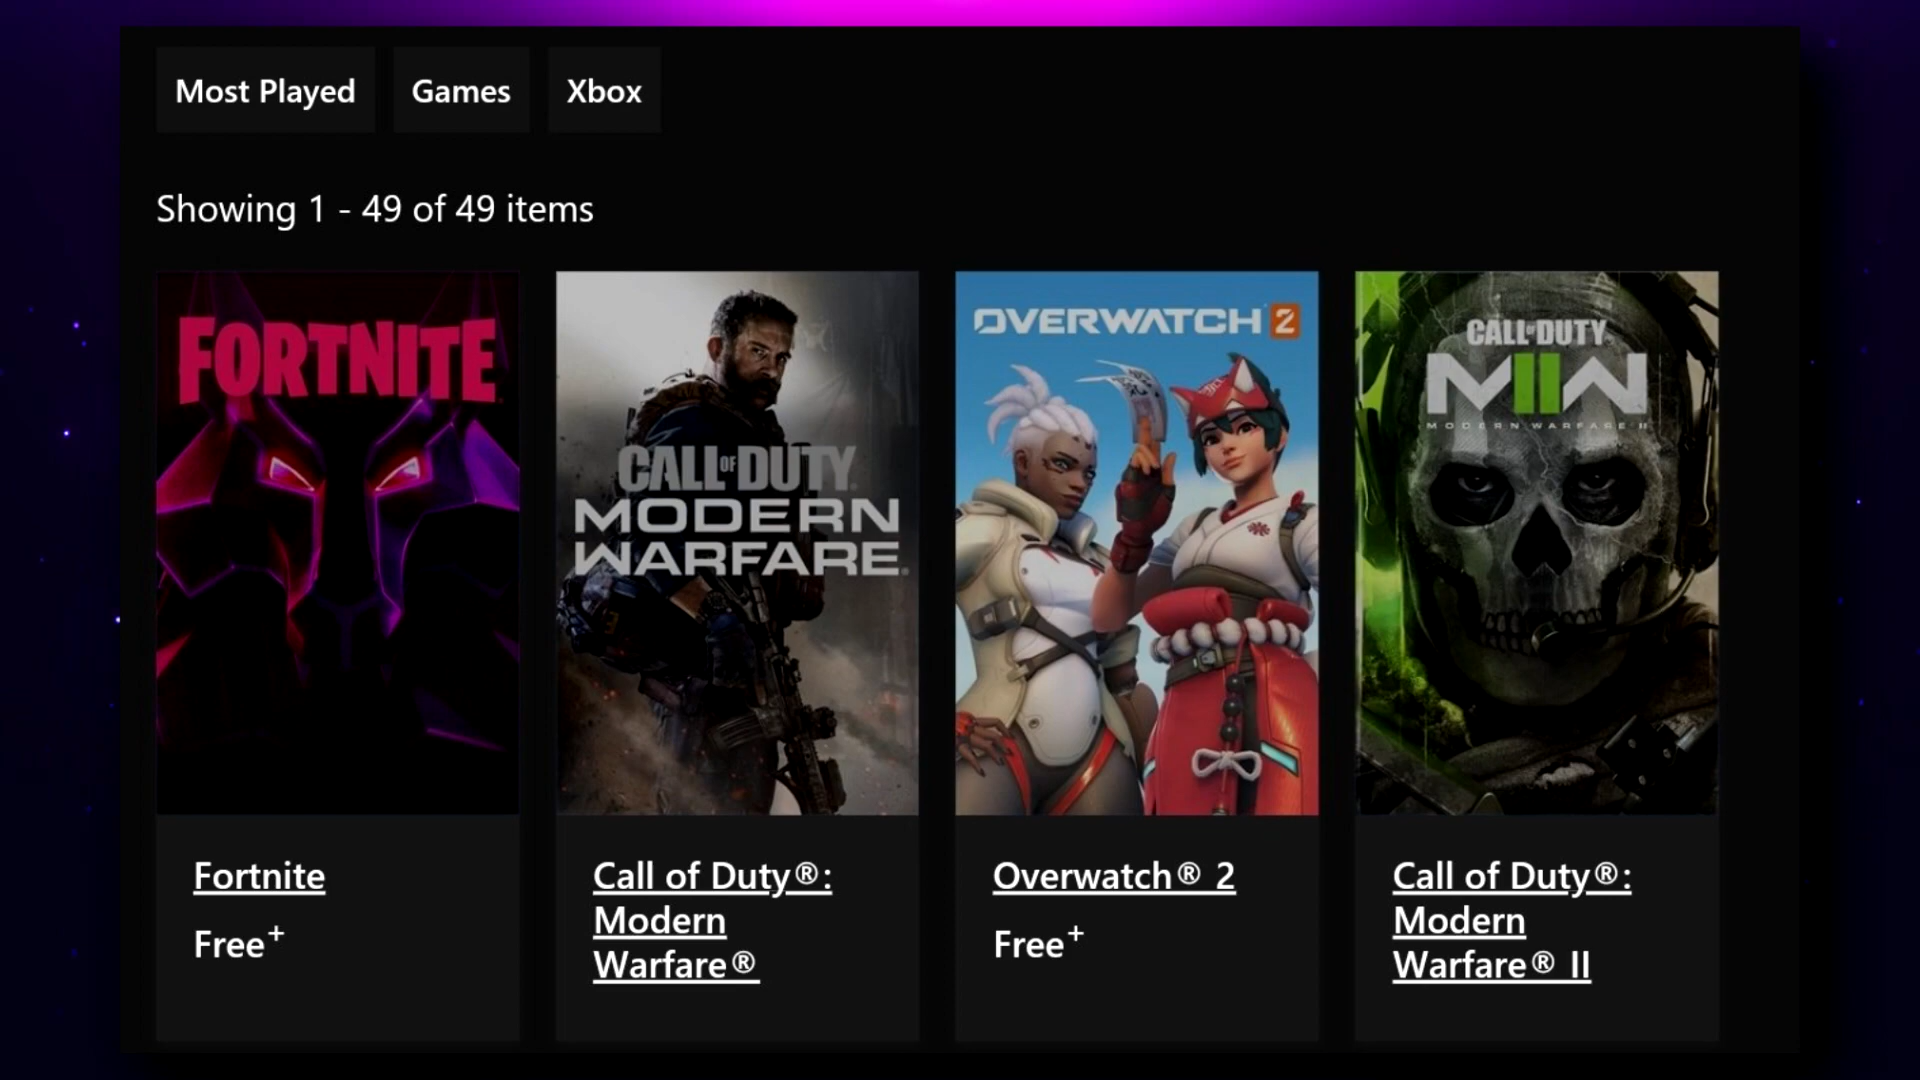 Most Played Games Xbox
Showing 1 - 49 of 49 items
FORTNITE
CALL OF DUTY
MODERN
WARFARE
OVERWATCH 2
CALL OF DUTY
MIIW
MODERN WARFARE II
Fortnite
Free+
Call of Duty®:
Modern
Warfare®
Overwatch® 2
Free+
Call of Duty®:
Modern
Warfare® II